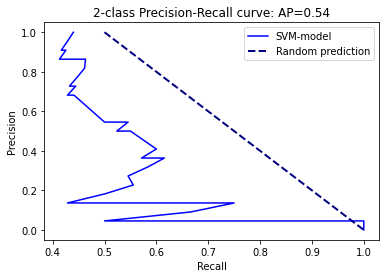 2-class Precision-Recall curve: AP=0.54
SVM-model
Random prediction
Precision
1.0
0.8
0.6
0.4
0.2
0.0
0.4
0.5
0.6
0.7
0.8
0.9
1.0
Recall